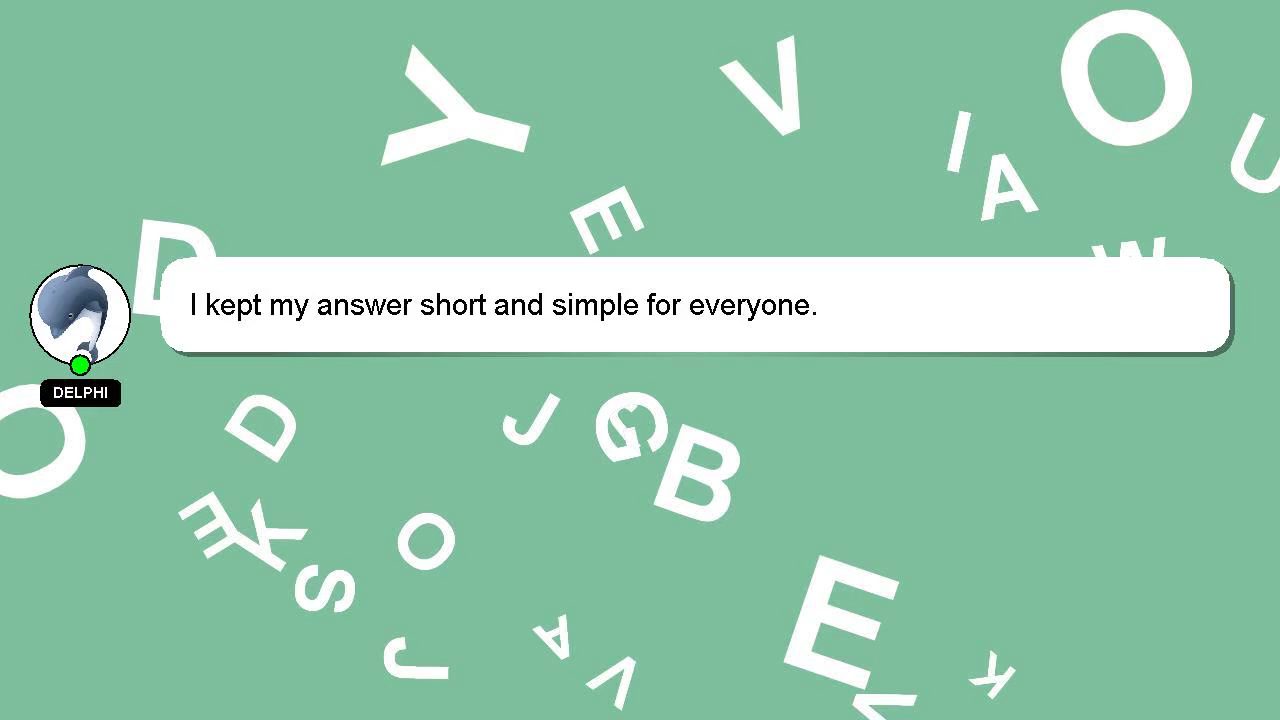 Y
V
O
I
A
U
E
D
W
I kept my answer short and simple for everyone.
DELPHI
O
D
J
G
B
E
K
S
O
J
A
V
E
K
V